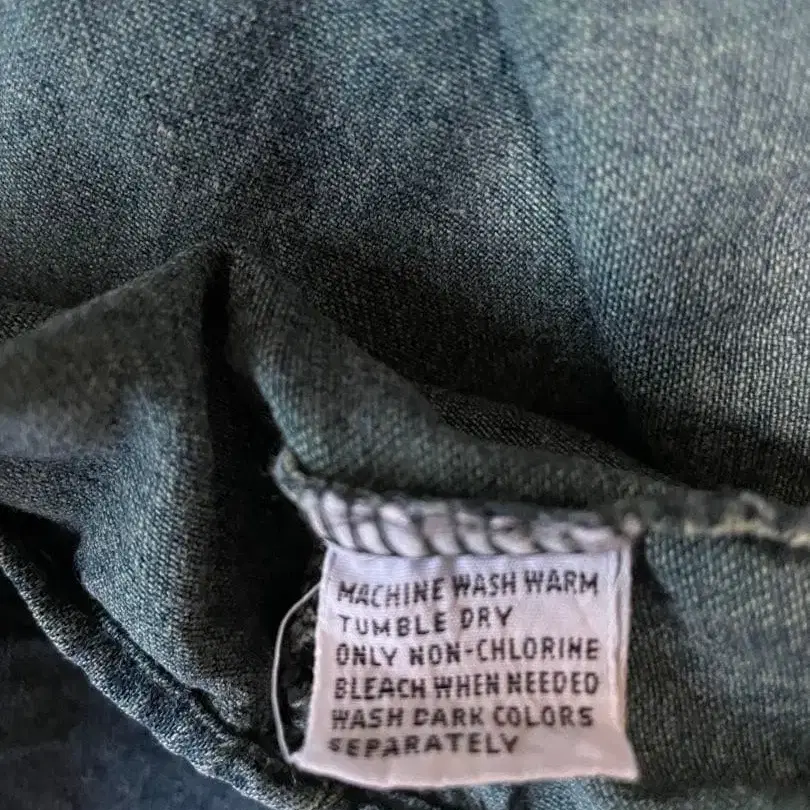 MACHINE WASH WARM
TUMBLE DRY
ONLY NON-CHLORINE
BLEACH WHEN NEEDED
WASH DARK COLORS
SEPARATELY